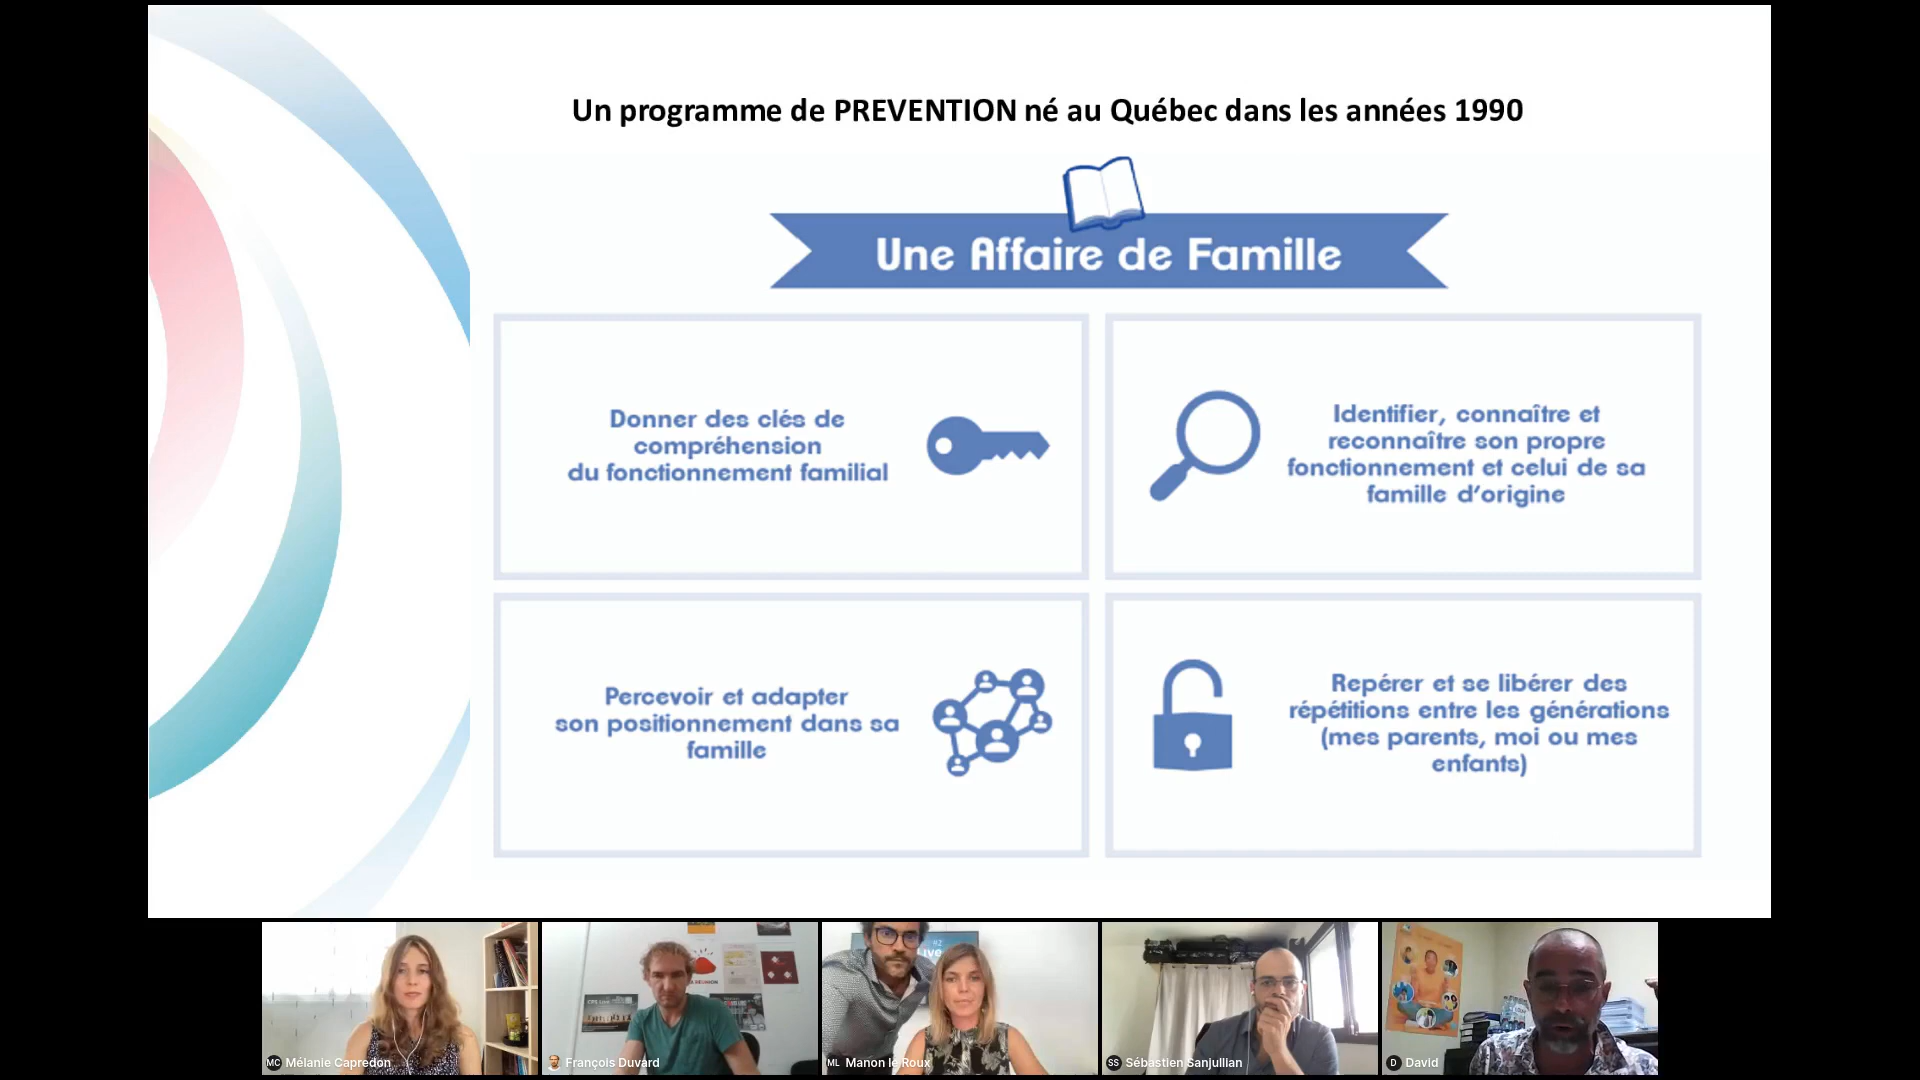 Un programme de PREVENTION né au Québec dans les années 1990
Une Affaire de Famille
Donner des clés de
compréhension
du fonctionnement familial
Identifier, connaître et
reconnaître son propre
fonctionnement et celui de sa
famille d'origine
Percevoir et adapter
son positionnement dans sa
famille
Repérer et se libérer des
répétitions entre les générations
(mes parents, moi ou mes
enfants)
MC Mélanie Capredon
François Duvard
ML Manon le Roux
SS Sébastien Sanjullian
D David